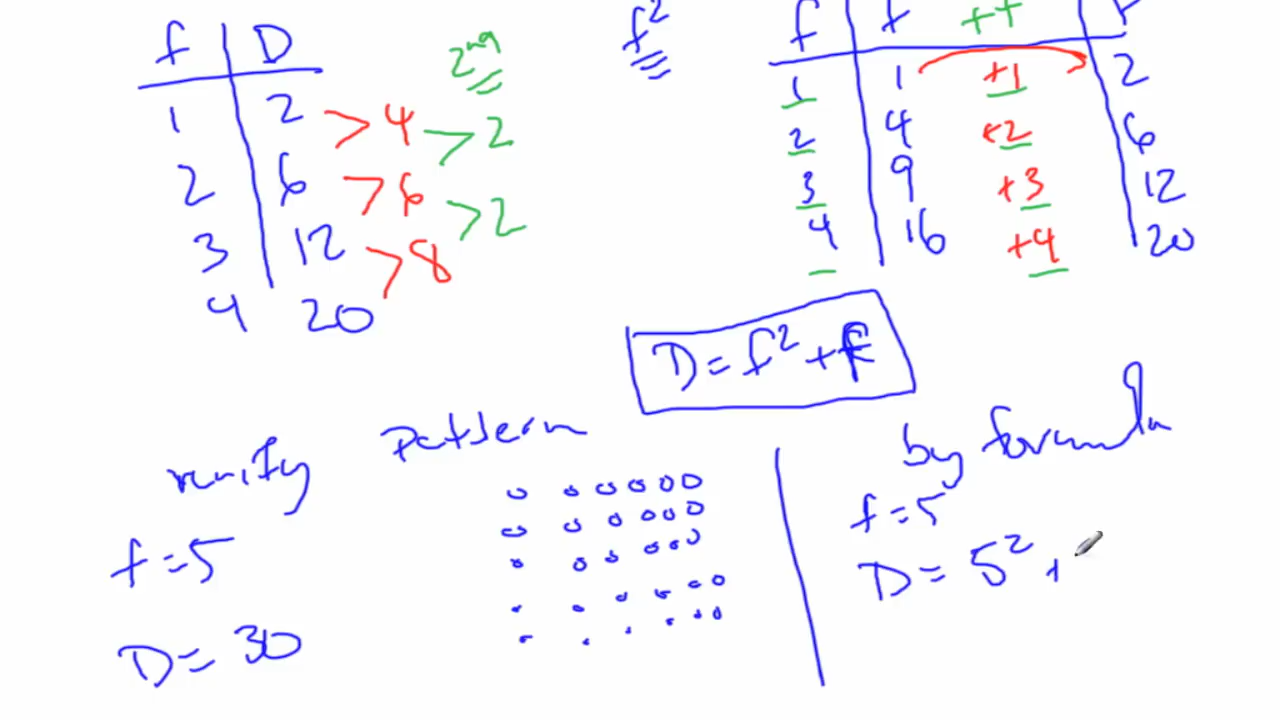 f D
2nd
1 2 > 4 > 2
2 6 > 6 > 2
3 12 > 8
4 20
f²
f f +f
1 1 +1 2
2 4 +2 6
3 9 +3 12
4 16 +4 20
D = f² + f
verify pattern
f = 5
D = 30
by formula
f = 5
D = 5² +